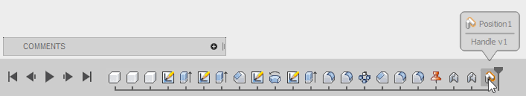 Position1
Handle v1
COMMENTS